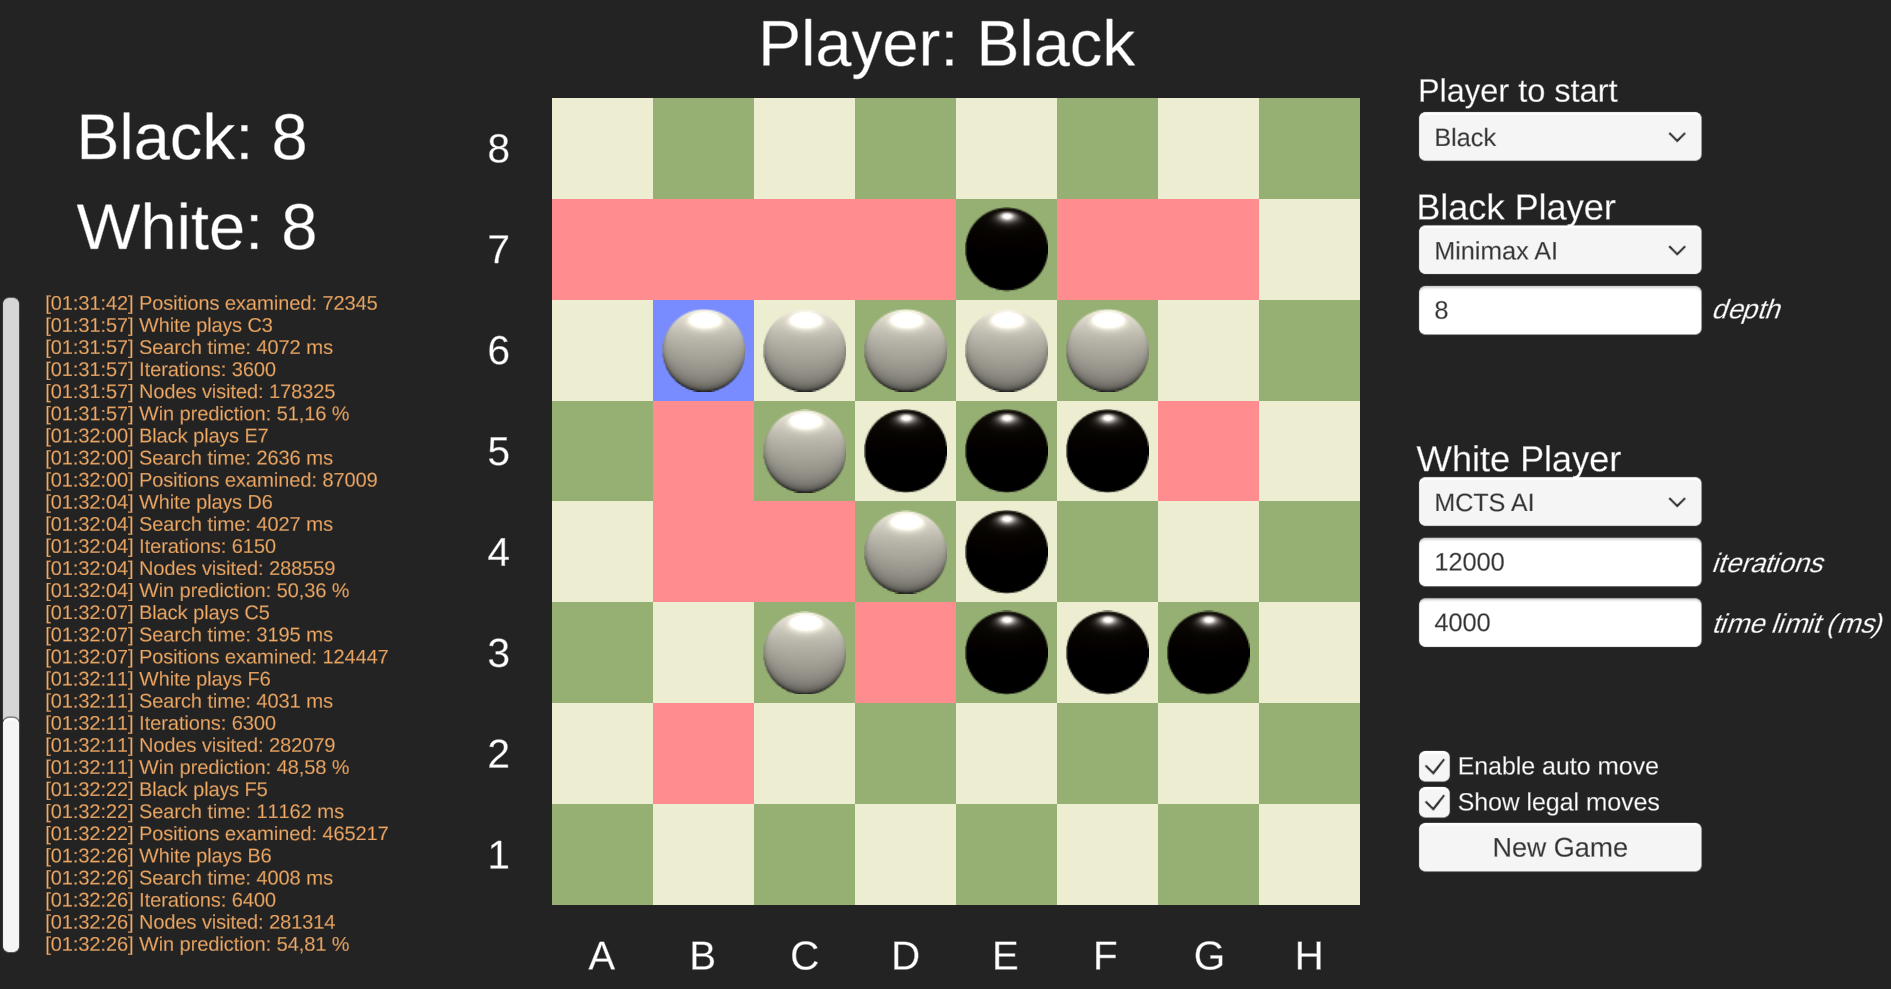 Player: Black
Black: 8
White: 8
[01:31:42] Positions examined: 72345
[01:31:57] White plays C3
[01:31:57] Search time: 4072 ms
[01:31:57] Iterations: 3600
[01:31:57] Nodes visited: 178325
[01:31:57] Win prediction: 51,16 %
[01:32:00] Black plays E7
[01:32:00] Search time: 2636 ms
[01:32:00] Positions examined: 87009
[01:32:04] White plays D6
[01:32:04] Search time: 4027 ms
[01:32:04] Iterations: 6150
[01:32:04] Nodes visited: 288559
[01:32:04] Win prediction: 50,36 %
[01:32:07] Black plays C5
[01:32:07] Search time: 3195 ms
[01:32:07] Positions examined: 124447
[01:32:11] White plays F6
[01:32:11] Search time: 4031 ms
[01:32:11] Iterations: 6300
[01:32:11] Nodes visited: 282079
[01:32:11] Win prediction: 48,58 %
[01:32:22] Black plays F5
[01:32:22] Search time: 11162 ms
[01:32:22] Positions examined: 465217
[01:32:26] White plays B6
[01:32:26] Search time: 4008 ms
[01:32:26] Iterations: 6400
[01:32:26] Nodes visited: 281314
[01:32:26] Win prediction: 54,81 %
8
7
6
5
4
3
2
1
A B C D E F G H
Player to start
Black
Black Player
Minimax AI
8 depth
White Player
MCTS AI
12000 iterations
4000 time limit (ms)
Enable auto move
Show legal moves
New Game